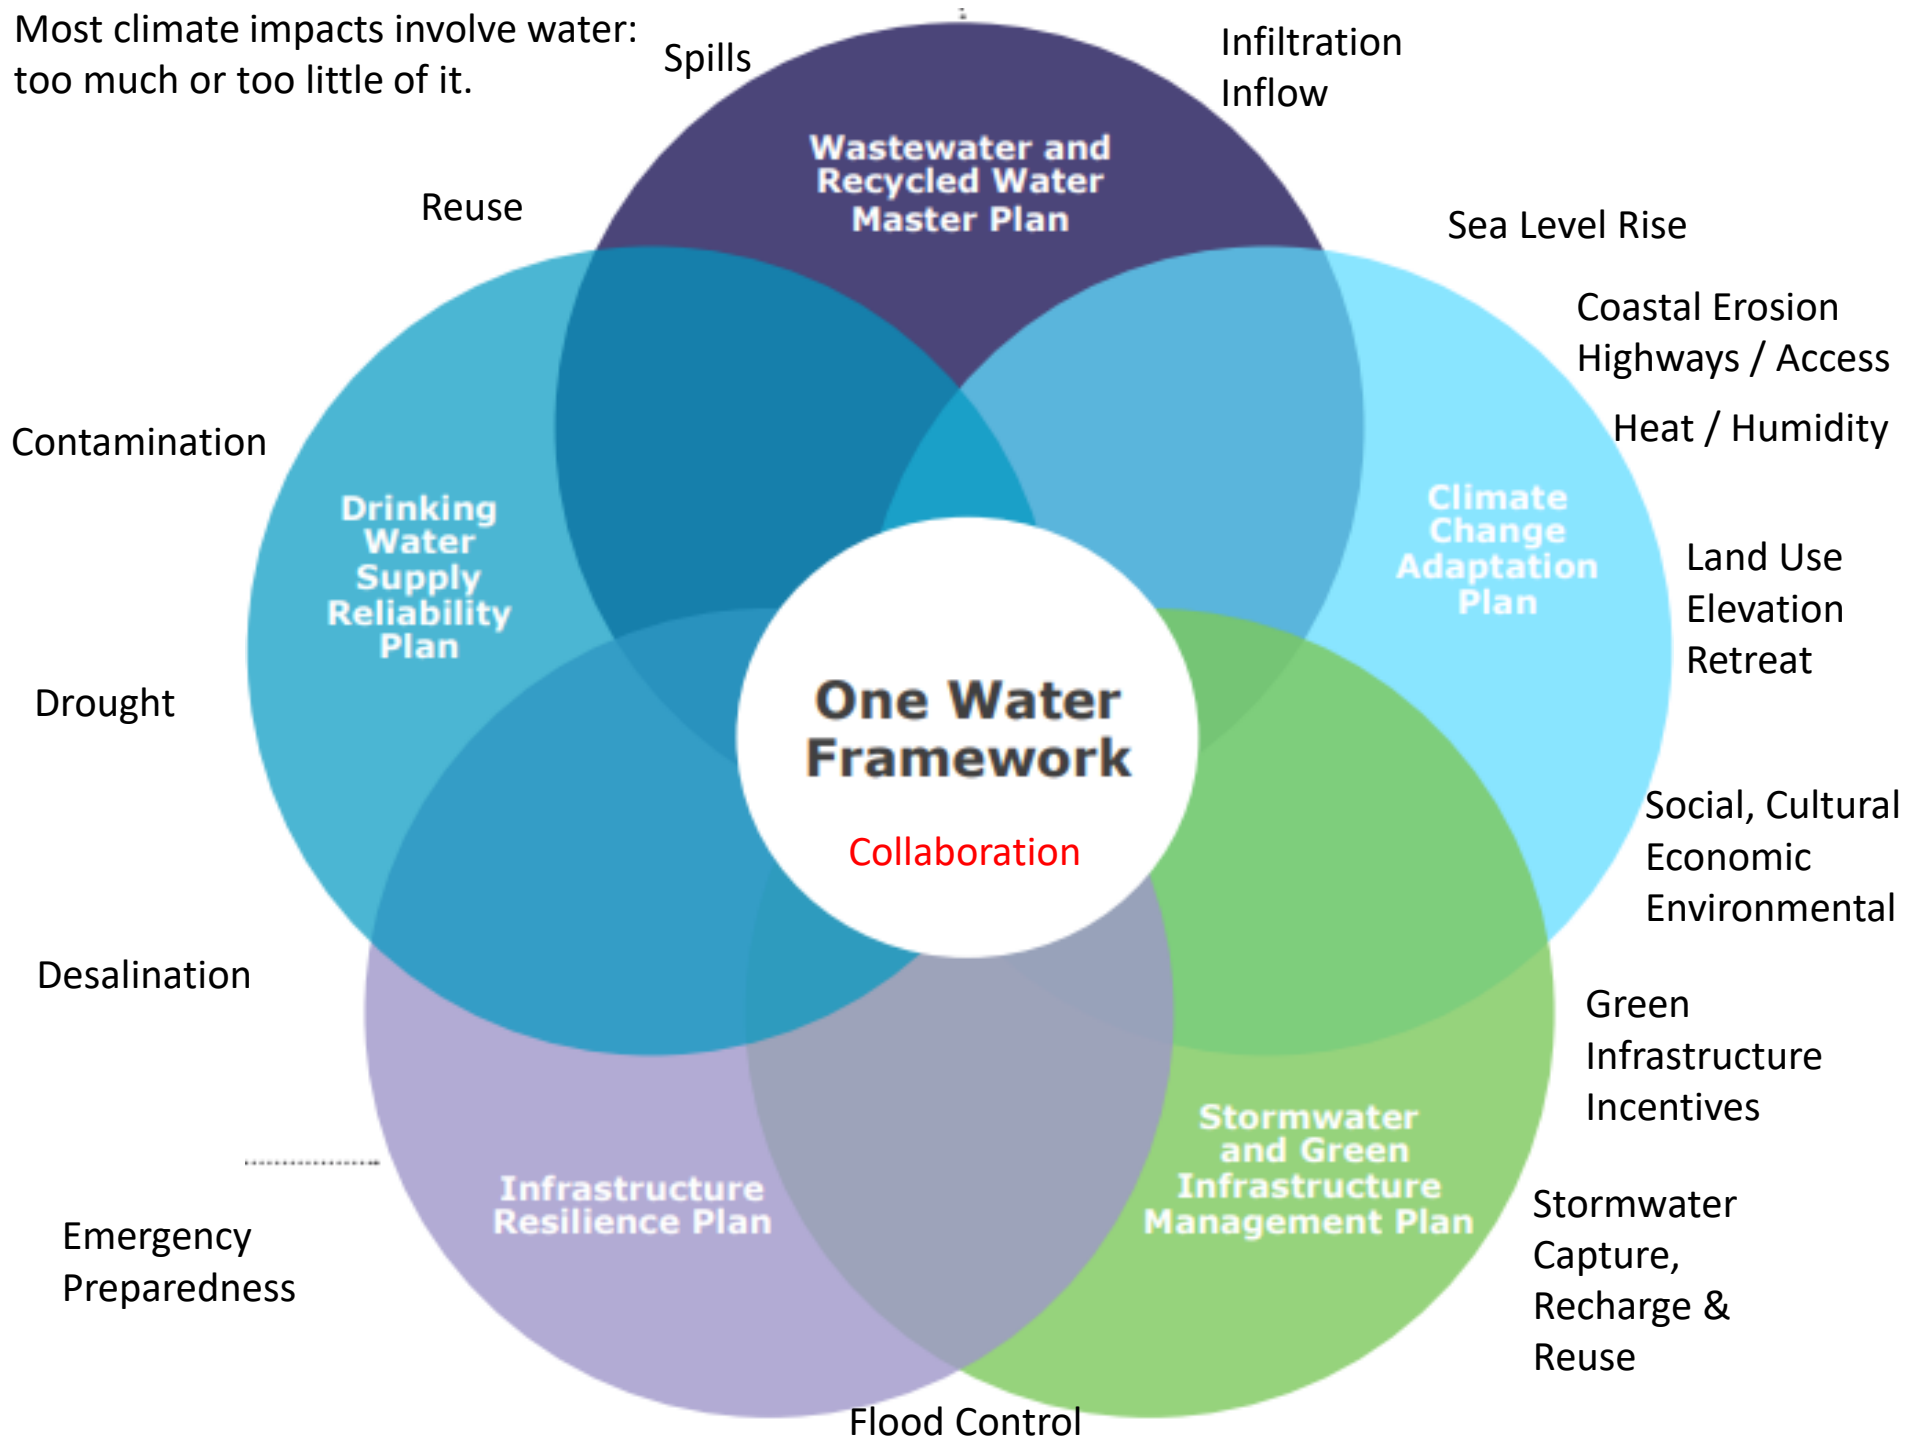 Most climate impacts involve water:
too much or too little of it.
Spills
Infiltration
Inflow
Wastewater and
Recycled Water
Master Plan
Reuse
Sea Level Rise
Coastal Erosion
Highways / Access
Heat / Humidity
Contamination
Drinking
Water
Supply
Reliability
Plan
Climate
Change
Adaptation
Plan
Land Use
Elevation
Retreat
Drought
One Water
Framework
Collaboration
Social, Cultural
Economic
Environmental
Desalination
Green
Infrastructure
Incentives
Stormwater
and Green
Infrastructure
Management Plan
Infrastructure
Resilience Plan
Emergency
Preparedness
Stormwater
Capture,
Recharge &
Reuse
Flood Control